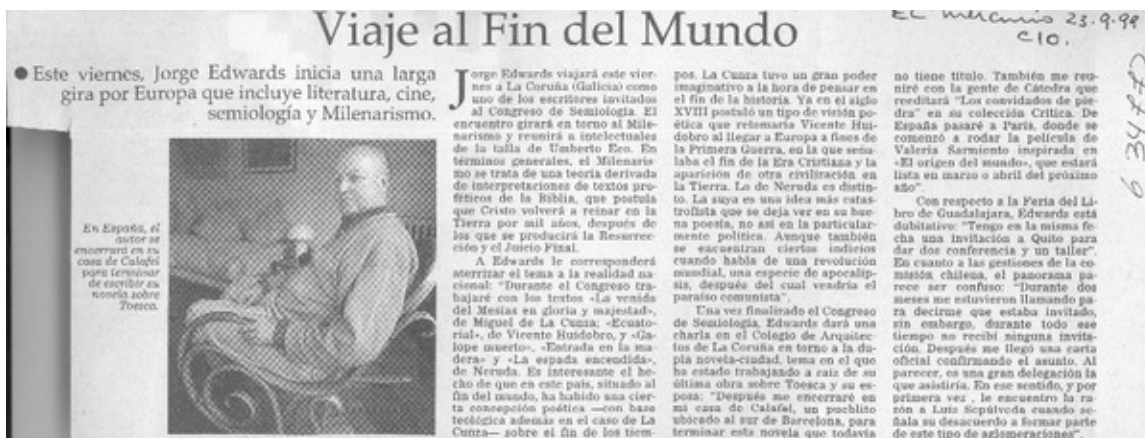 Viaje al Fin del Mundo
EL Mercurio 23.9.99
C10.
● Este viernes, Jorge Edwards inicia una larga
gira por Europa que incluye literatura, cine,
semiología y Milenarismo.
En España, el
autor se
encerrará en su
casa de Calafel
para terminar
de escribir su
novela sobre
Toesca.
Jorge Edwards viajará este vier-
nes a La Coruña (Galicia) como
uno de los escritores invitados
al Congreso de Semiología. El
encuentro girará en torno al Mile-
narismo y reunirá a intelectuales
de la talla de Umberto Eco. En
términos generales, el Milenaris-
mo se trata de una teoría derivada
de interpretaciones de textos pro-
féticos de la Biblia, que postula
que Cristo volverá a reinar en la
Tierra por mil años, después de
los que se producirá la Resurrec-
ción y el Juicio Final.
A Edwards le corresponderá
aterrizar el tema a la realidad na-
cional: "Durante el Congreso tra-
bajaré con los textos «La venida
del Mesías en gloria y majestad»,
de Miguel de La Cunza; «Ecuato-
rial», de Vicente Huidobro, y «Ga-
lope muerto», «Entrada en la ma-
dera» y «La espada encendida»,
de Neruda. Es interesante el he-
cho de que en este país, situado al
fin del mundo, ha habido una cier-
ta concepción poética —con base
teológica además en el caso de La
Cunza— sobre el fin de los tiem-
pos. La Cunza tuvo un gran poder
imaginativo a la hora de pensar en
el fin de la historia. Ya en el siglo
XVIII postuló un tipo de visión po-
ética que retomaría Vicente Hui-
dobro al llegar a Europa a fines de
la Primera Guerra, en la que seña-
laba el fin de la Era Cristiana y la
aparición de otra civilización en
la Tierra. Lo de Neruda es distin-
to. La suya es una idea más catas-
trofista que se deja ver en su bue-
na poesía, no así en la particular-
mente política. Aunque también
se encuentran ciertos indicios
cuando habla de una revolución
mundial, una especie de apocalip-
sis, después del cual vendría el
paraíso comunista".
Una vez finalizado el Congreso
de Semiología, Edwards dará una
charla en el Colegio de Arquitec-
tos de La Coruña en torno a la du-
pla novela-ciudad, tema en el que
ha estado trabajando a raíz de su
última obra sobre Toesca y su es-
posa: "Después me encerraré en
mi casa de Calafel, un pueblito
ubicado al sur de Barcelona, para
terminar esta novela que todavía
no tiene título. También me reu-
niré con la gente de Cátedra que
reeditará "Los convidados de pie-
dra" en su colección Crítica. De
España pasaré a París, donde se
comenzó a rodar la película de
Valeria Sarmiento inspirada en
«El origen del mundo», que estará
lista en marzo o abril del próximo
año".
Con respecto a la Feria del Li-
bro de Guadalajara, Edwards está
dubitativo: "Tengo en la misma fe-
cha una invitación a Quito para
dar dos conferencia y un taller".
En cuanto a las gestiones de la co-
misión chilena, el panorama pa-
rece ser confuso: "Durante dos
meses me estuvieron llamando pa-
ra decirme que estaba invitado,
sin embargo, durante todo ese
tiempo no recibí ninguna invita-
ción. Después me llegó una carta
oficial confirmando el asunto. Al
parecer, es una gran delegación la
que asistiría. En ese sentido, y por
primera vez , le encuentro la ra-
zón a Luis Sepúlveda cuando se-
ñala su desacuerdo a formar parte
de este tipo de aglomeraciones".